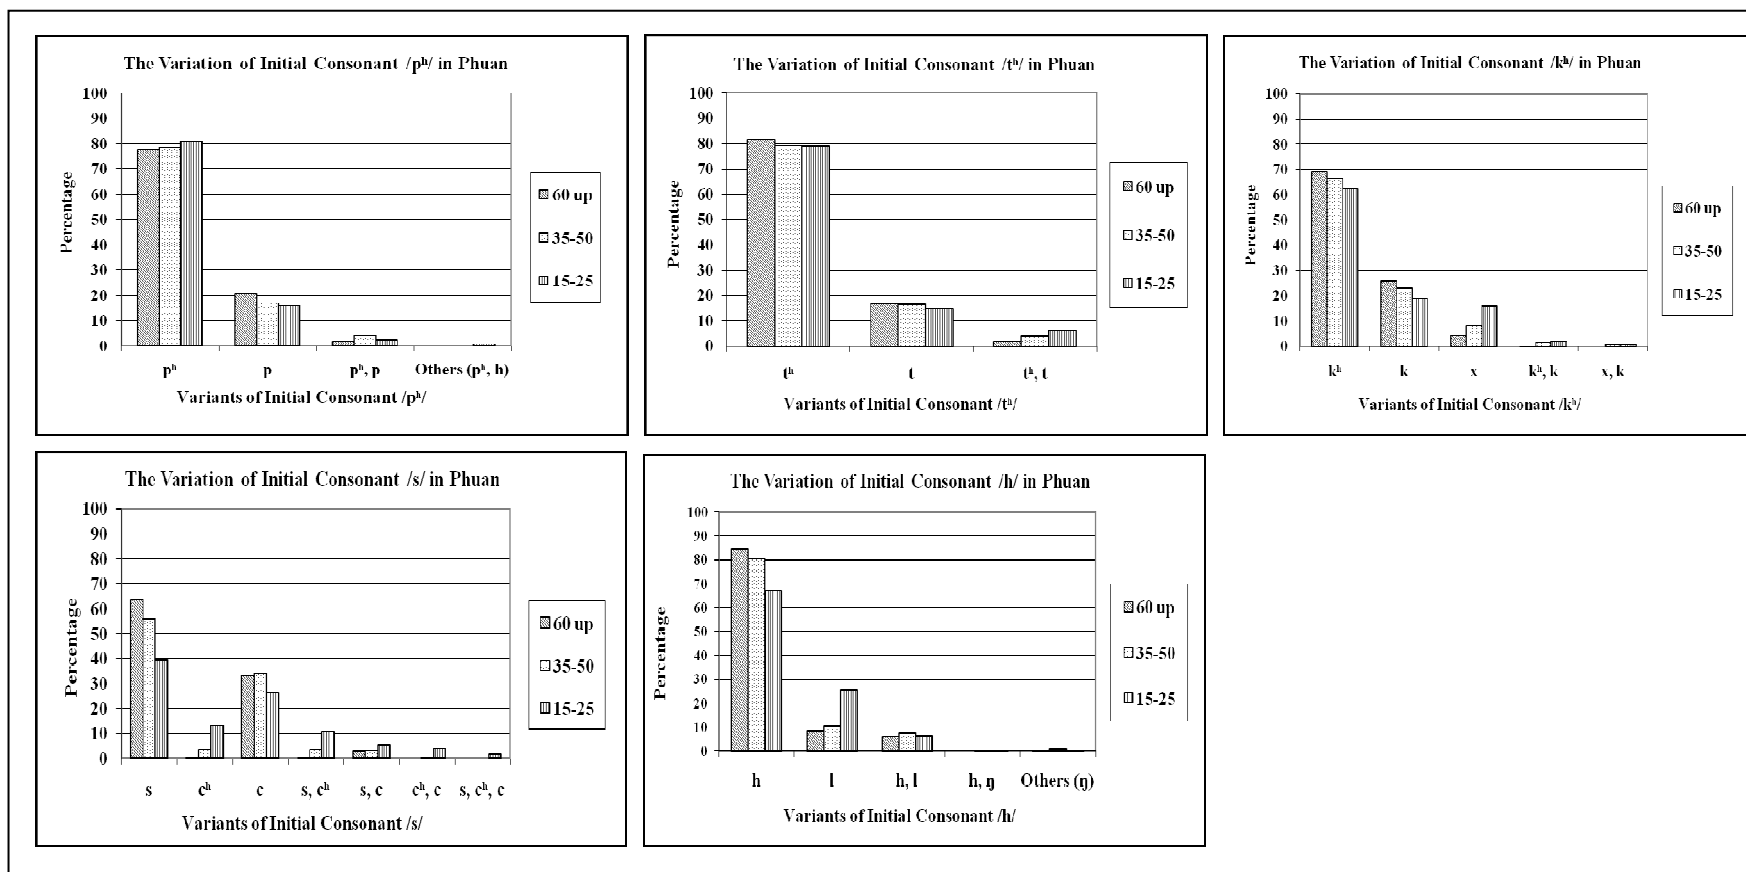 The Variation of Initial Consonant /pʰ/ in Phuan
100
90
80
70
60
50
40
30
20
10
0
Percentage
pʰ
p
pʰ, p
Others (pʰ, h)
Variants of Initial Consonant /pʰ/
60 up
35-50
15-25
The Variation of Initial Consonant /tʰ/ in Phuan
100
90
80
70
60
50
40
30
20
10
0
Percentage
tʰ
t
tʰ, t
Variants of Initial Consonant /tʰ/
60 up
35-50
15-25
The Variation of Initial Consonant /kʰ/ in Phuan
100
90
80
70
60
50
40
30
20
10
0
Percentage
kʰ
k
x
kʰ, k
x, k
Variants of Initial Consonant /kʰ/
60 up
35-50
15-25
The Variation of Initial Consonant /s/ in Phuan
100
90
80
70
60
50
40
30
20
10
0
Percentage
s
cʰ
c
s, cʰ
s, c
cʰ, c
s, cʰ, c
Variants of Initial Consonant /s/
60 up
35-50
15-25
The Variation of Initial Consonant /h/ in Phuan
100
90
80
70
60
50
40
30
20
10
0
Percentage
h
l
h, l
h, ŋ
Others (ŋ)
Variants of Initial Consonant /h/
60 up
35-50
15-25